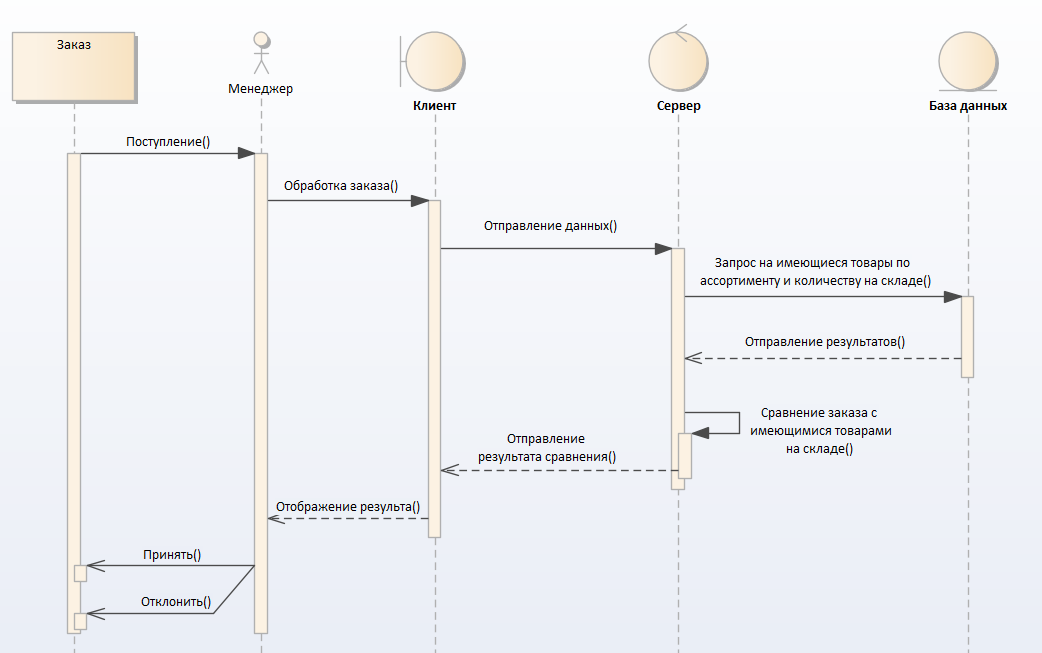 Заказ
Менеджер
Клиент
Сервер
База данных
Поступление()
Обработка заказа()
Отправление данных()
Запрос на имеющиеся товары по
ассортименту и количеству на складе()
Отправление результатов()
Сравнение заказа с
имеющимися товарами
на складе()
Отправление
результата сравнения()
Отображение результа()
Принять()
Отклонить()